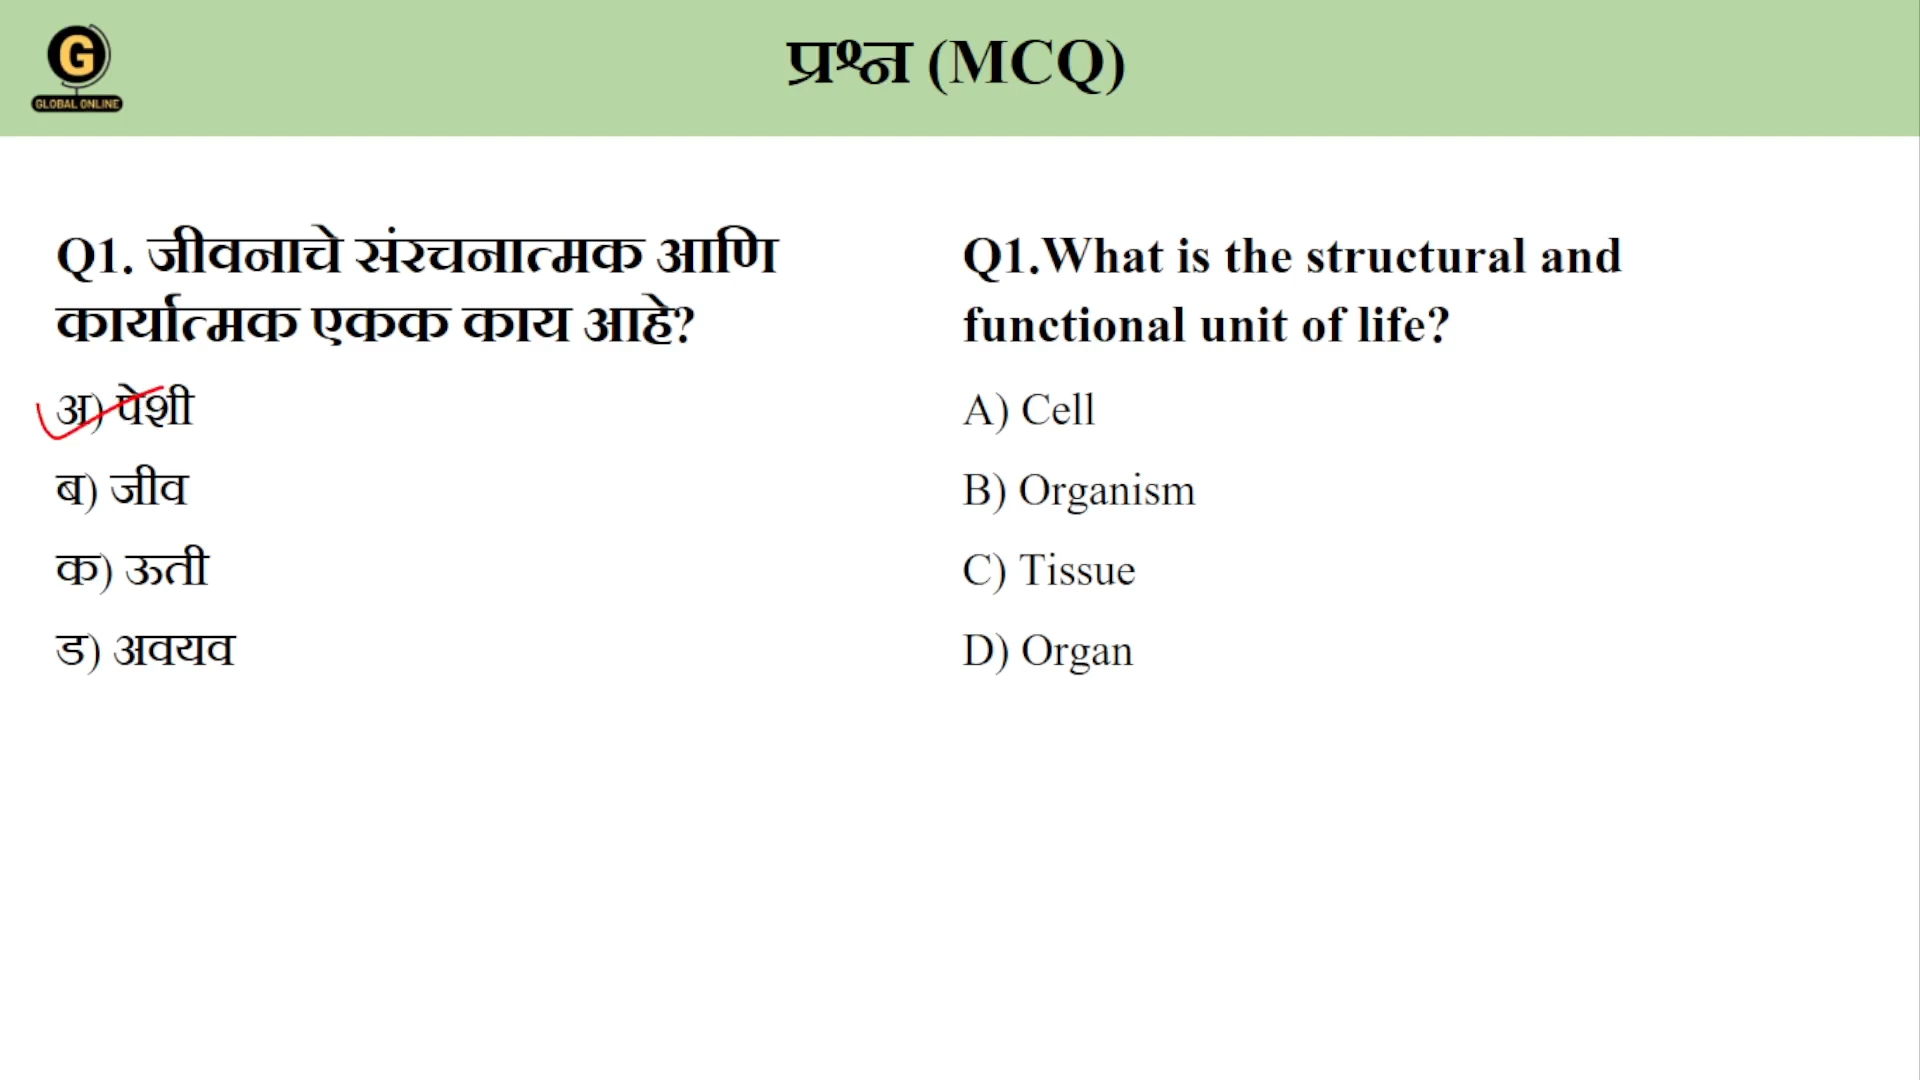 G
GLOBAL ONLINE
प्रश्न (MCQ)
Q1. जीवनाचे संरचनात्मक आणि
कार्यात्मक एकक काय आहे?
अ) पेशी
ब) जीव
क) ऊती
ड) अवयव
Q1.What is the structural and
functional unit of life?
A) Cell
B) Organism
C) Tissue
D) Organ